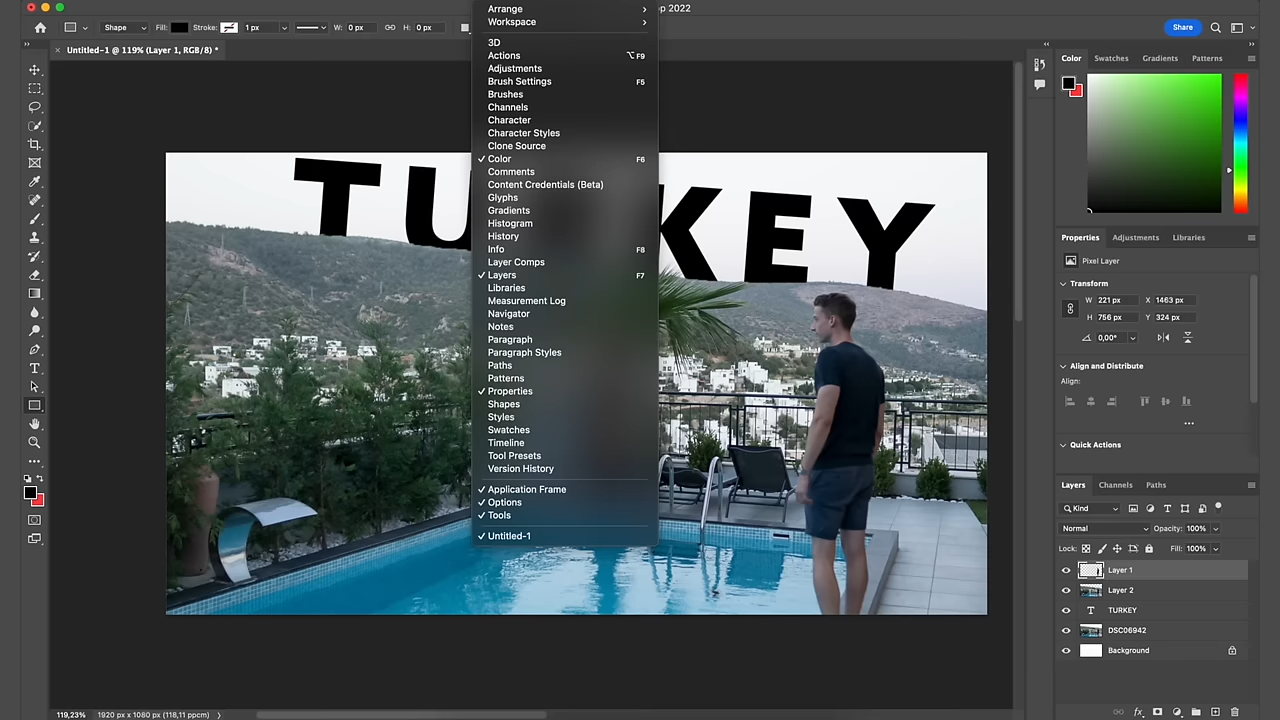 Arrange
op 2022
Workspace
Shape
Fill:
Stroke:
1 px
W: 0 px
H: 0 px
Share
Untitled-1 @ 119% (Layer 1, RGB/8) *
3D
Actions ⌥ F9
Adjustments
Brush Settings F5
Brushes
Channels
Character
Character Styles
Clone Source
✓ Color F6
Comments
Content Credentials (Beta)
Glyphs
Gradients
Histogram
History
Info F8
Layer Comps
✓ Layers F7
Libraries
Measurement Log
Navigator
Notes
Paragraph
Paragraph Styles
Paths
Patterns
✓ Properties
Shapes
Styles
Swatches
Timeline
Tool Presets
Version History
✓ Application Frame
✓ Options
✓ Tools
✓ Untitled-1
TU KEY
Color Swatches Gradients Patterns
Properties Adjustments Libraries
Pixel Layer
Transform
W 221 px X 1463 px
H 756 px Y 324 px
0,00°
Align and Distribute
Align:
Quick Actions
Layers Channels Paths
Kind
Normal Opacity: 100%
Lock: Fill: 100%
Layer 1
Layer 2
T TURKEY
DSC06942
Background
fx
119,23% 1920 px x 1080 px (118,11 ppcm)